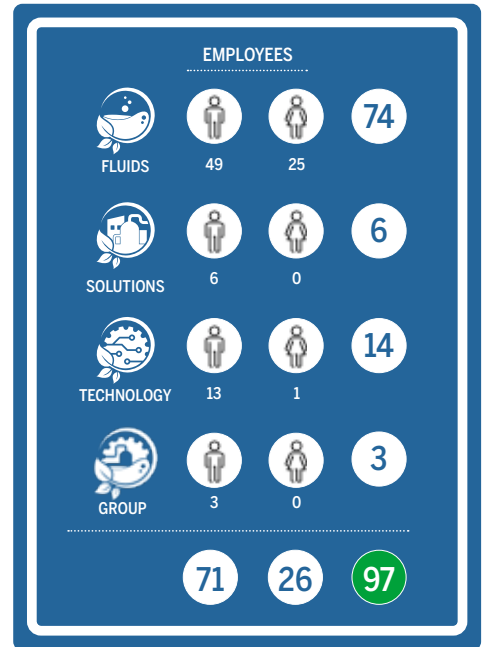 EMPLOYEES
74
FLUIDS 49 25
6
SOLUTIONS 6 0
14
TECHNOLOGY 13 1
3
GROUP 3 0
71 26 97